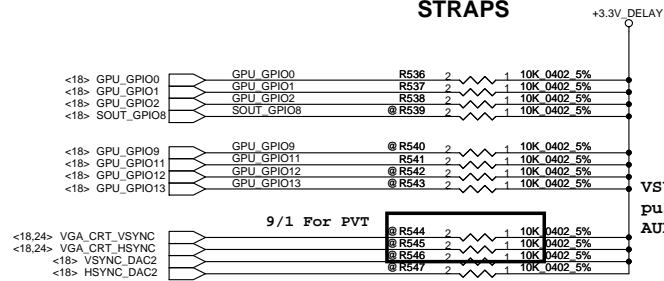 STRAPS
+3.3V_DELAY
<18> GPU_GPIO0 GPU_GPIO0 R536 2 1 10K_0402_5%
<18> GPU_GPIO1 GPU_GPIO1 R537 2 1 10K_0402_5%
<18> GPU_GPIO2 GPU_GPIO2 R538 2 1 10K_0402_5%
<18> SOUT_GPIO8 SOUT_GPIO8 @R539 2 1 10K_0402_5%
<18> GPU_GPIO9 GPU_GPIO9 @R540 2 1 10K_0402_5%
<18> GPU_GPIO11 GPU_GPIO11 R541 2 1 10K_0402_5%
<18> GPU_GPIO12 GPU_GPIO12 @R542 2 1 10K_0402_5%
<18> GPU_GPIO13 GPU_GPIO13 @R543 2 1 10K_0402_5%
9/1 For PVT
<18,24> VGA_CRT_VSYNC @R544 2 1 10K_0402_5%
<18,24> VGA_CRT_HSYNC @R545 2 1 10K_0402_5%
<18> VSYNC_DAC2 @R546 2 1 10K_0402_5%
<18> HSYNC_DAC2 @R547 2 1 10K_0402_5%